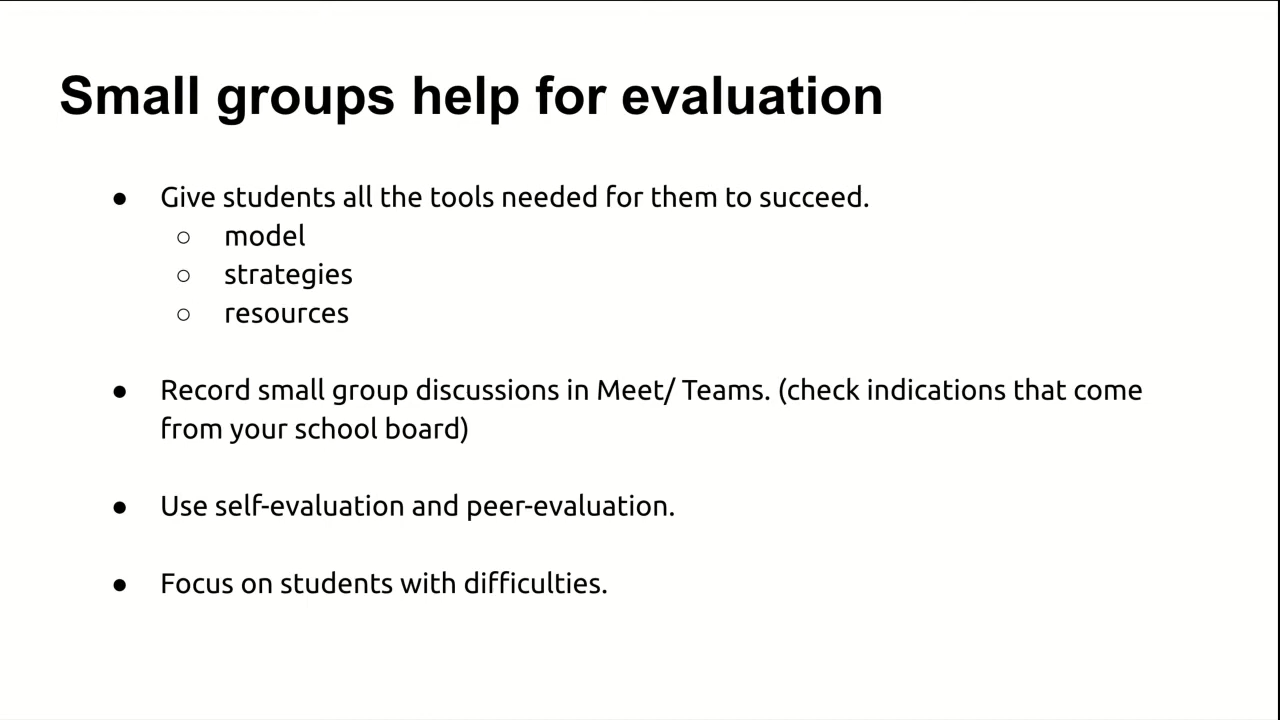 Small groups help for evaluation
● Give students all the tools needed for them to succeed.
○ model
○ strategies
○ resources
● Record small group discussions in Meet/ Teams. (check indications that come
from your school board)
● Use self-evaluation and peer-evaluation.
● Focus on students with difficulties.